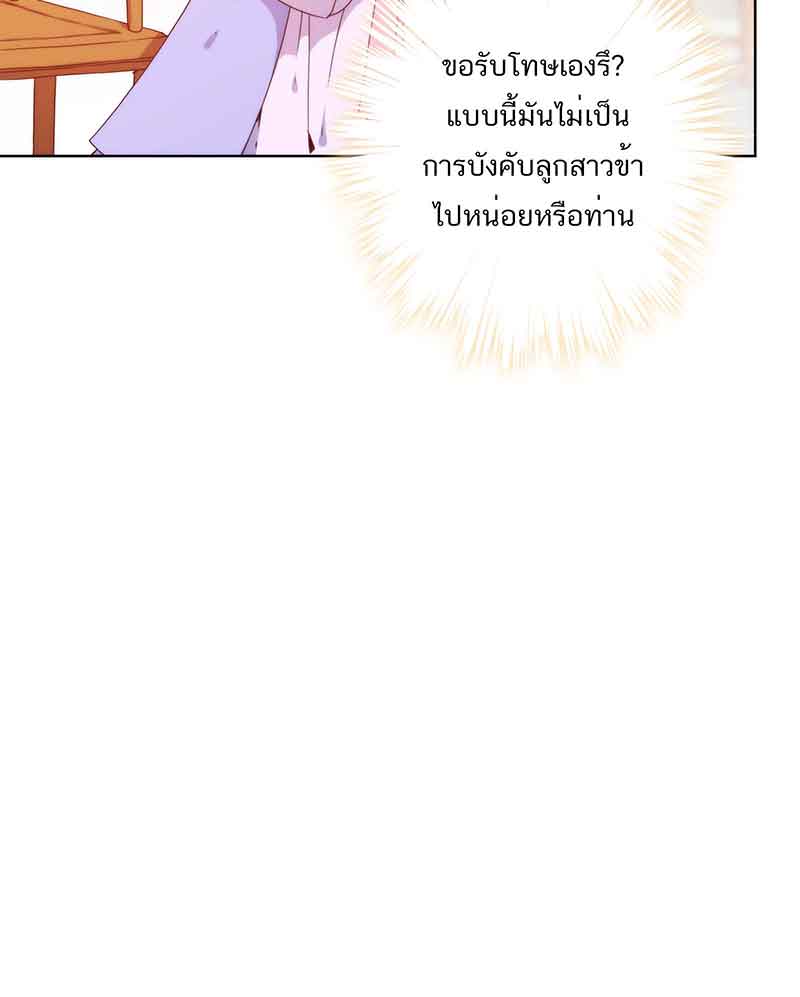 ขอรับโทษเองรึ?
แบบนี้มันไม่เป็น
การบังคับลูกสาวข้า
ไปหน่อยหรือท่าน